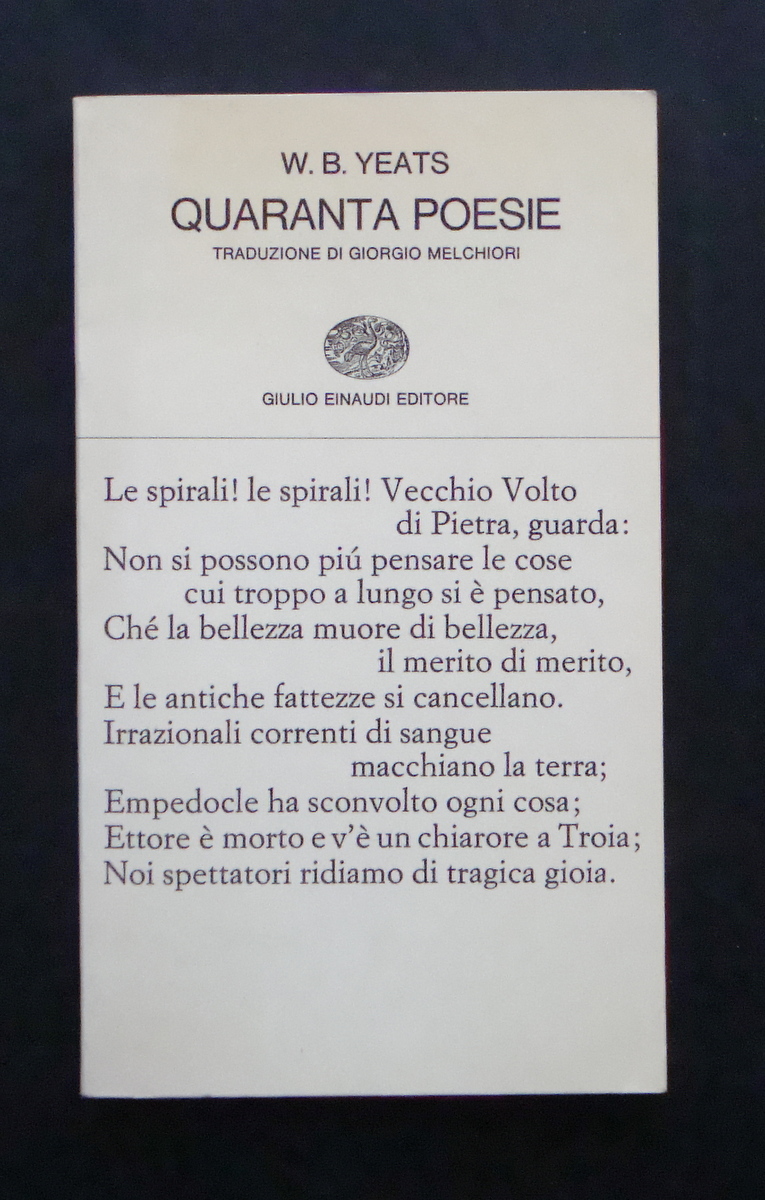 W. B. YEATS
QUARANTA POESIE
TRADUZIONE DI GIORGIO MELCHIORI
GIULIO EINAUDI EDITORE
Le spirali! le spirali! Vecchio Volto
di Pietra, guarda:
Non si possono piú pensare le cose
cui troppo a lungo si è pensato,
Ché la bellezza muore di bellezza,
il merito di merito,
E le antiche fattezze si cancellano.
Irrazionali correnti di sangue
macchiano la terra;
Empedocle ha sconvolto ogni cosa;
Ettore è morto e v'è un chiarore a Troia;
Noi spettatori ridiamo di tragica gioia.